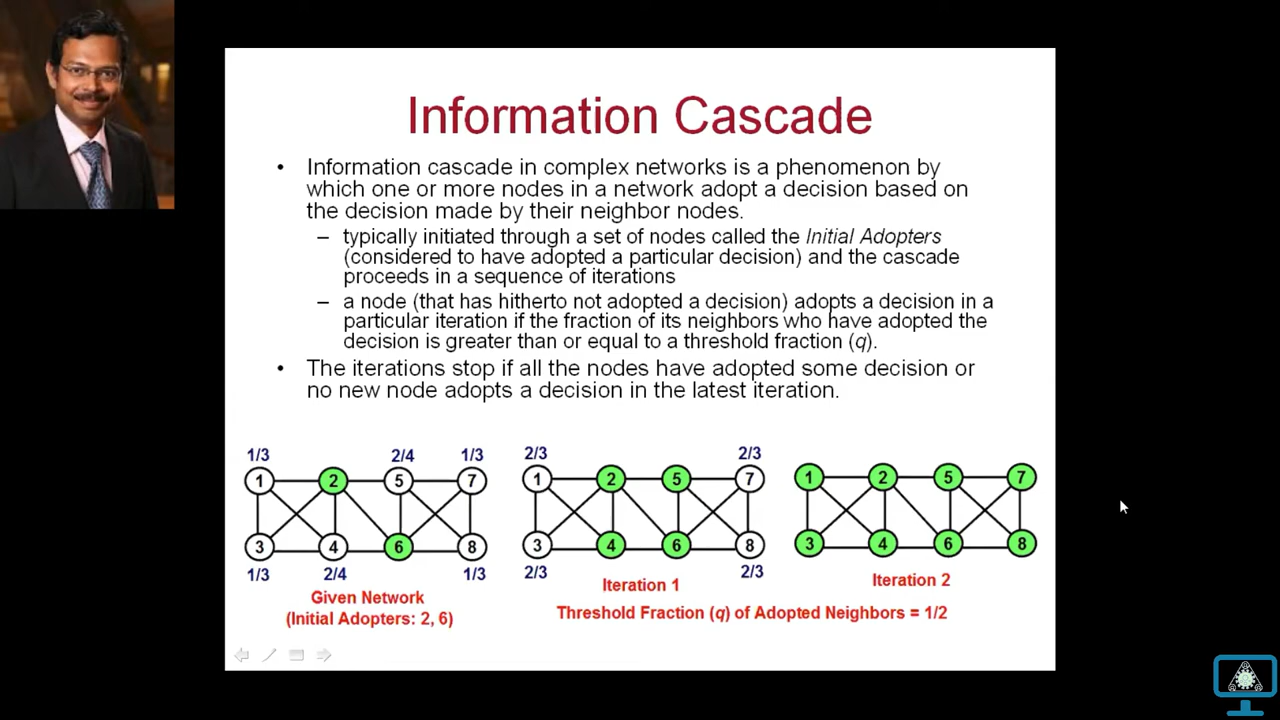 Information Cascade
• Information cascade in complex networks is a phenomenon by
which one or more nodes in a network adopt a decision based on
the decision made by their neighbor nodes.
– typically initiated through a set of nodes called the Initial Adopters
(considered to have adopted a particular decision) and the cascade
proceeds in a sequence of iterations
– a node (that has hitherto not adopted a decision) adopts a decision in a
particular iteration if the fraction of its neighbors who have adopted the
decision is greater than or equal to a threshold fraction (q).
• The iterations stop if all the nodes have adopted some decision or
no new node adopts a decision in the latest iteration.
1/3 2/4 1/3
1 2 5 7
3 4 6 8
1/3 2/4 1/3
Given Network
(Initial Adopters: 2, 6)
2/3 2/3
1 2 5 7
3 4 6 8
2/3 2/3
Iteration 1
1 2 5 7
3 4 6 8
Iteration 2
Threshold Fraction (q) of Adopted Neighbors = 1/2